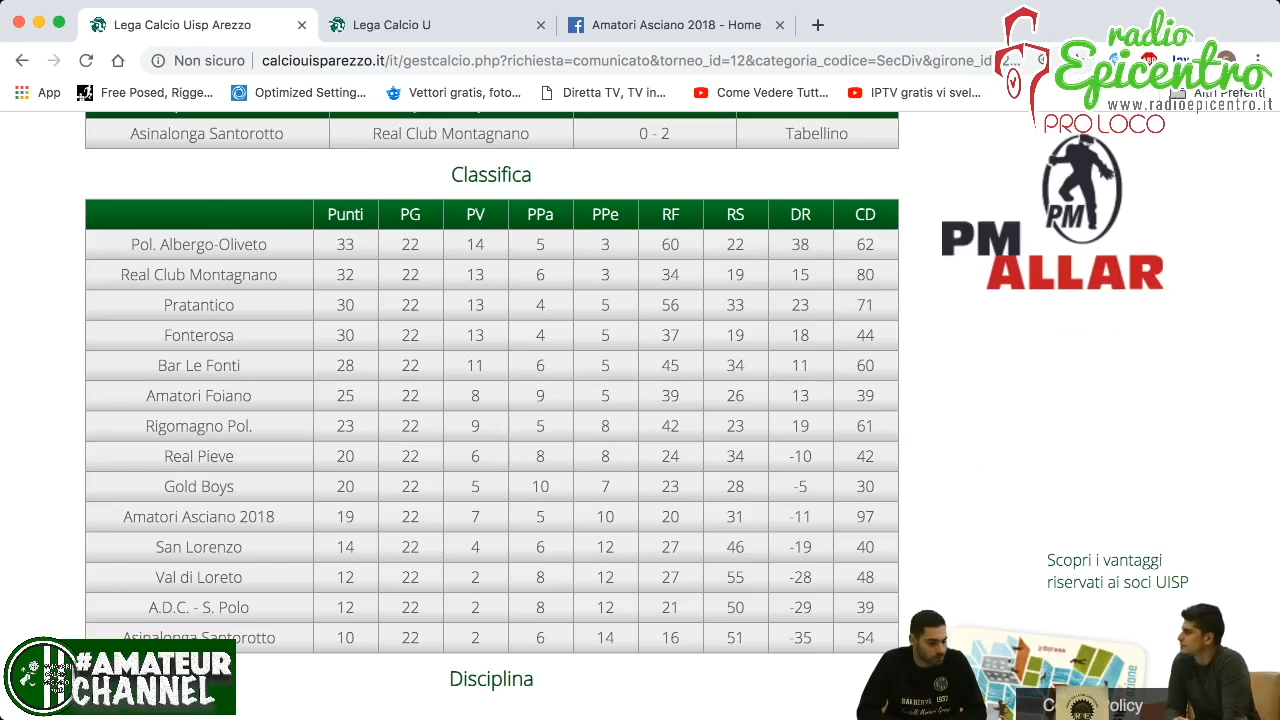 Lega Calcio Uisp Arezzo
Lega Calcio U
Amatori Asciano 2018 - Home
Non sicuro calciouisparezzo.it/it/gestcalcio.php?richiesta=comunicato&torneo_id=12&categoria_codice=SecDiv&girone_id
App Free Posed, Rigge... Optimized Setting... Vettori gratis, foto... Diretta TV, TV in... Come Vedere Tutt... IPTV gratis vi svel... Altri Preferiti
radio
Epicentro
www.radioepicentro.it
PRO LOCO
Asinalonga Santorotto Real Club Montagnano 0 - 2 Tabellino
Classifica
Punti PG PV PPa PPe RF RS DR CD
Pol. Albergo-Oliveto 33 22 14 5 3 60 22 38 62
Real Club Montagnano 32 22 13 6 3 34 19 15 80
Pratantico 30 22 13 4 5 56 33 23 71
Fonterosa 30 22 13 4 5 37 19 18 44
Bar Le Fonti 28 22 11 6 5 45 34 11 60
Amatori Foiano 25 22 8 9 5 39 26 13 39
Rigomagno Pol. 23 22 9 5 8 42 23 19 61
Real Pieve 20 22 6 8 8 24 34 -10 42
Gold Boys 20 22 5 10 7 23 28 -5 30
Amatori Asciano 2018 19 22 7 5 10 20 31 -11 97
San Lorenzo 14 22 4 6 12 27 46 -19 40
Val di Loreto 12 22 2 8 12 27 55 -28 48
A.D.C. - S. Polo 12 22 2 8 12 21 50 -29 39
Asinalonga Santorotto 10 22 2 6 14 16 51 -35 54
Disciplina
PM
PM
ALLAR
Scopri i vantaggi
riservati ai soci UISP
#AMATEUR
CHANNEL
Policy